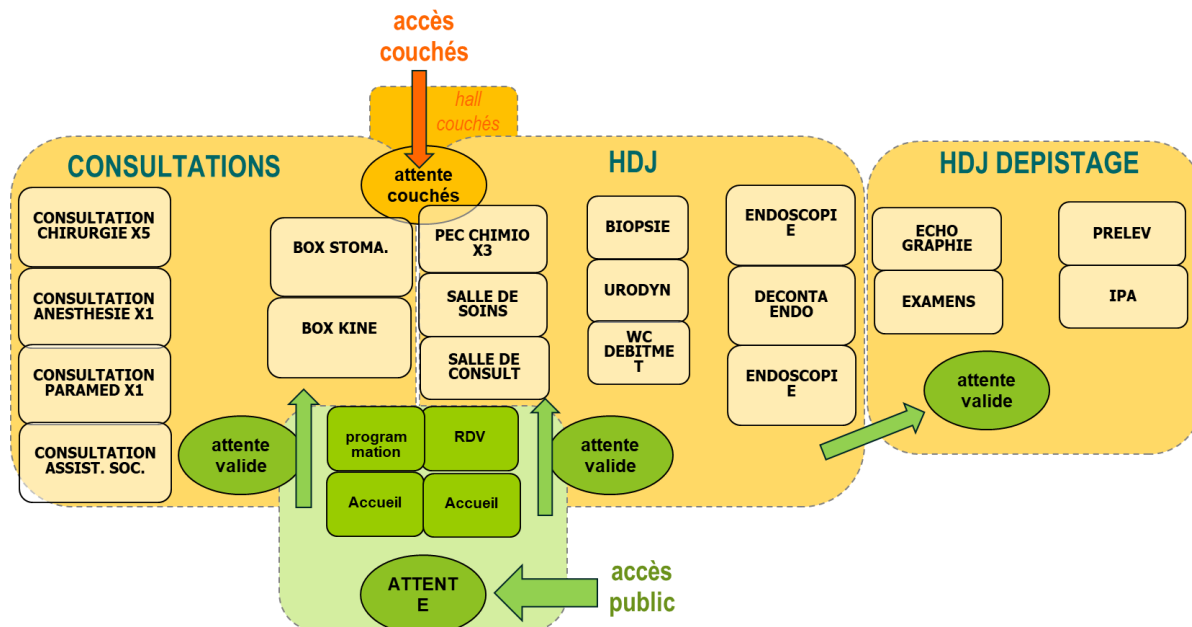 accès
couchés
hall
couchés
CONSULTATIONS
attente
couchés
HDJ
HDJ DEPISTAGE
CONSULTATION
CHIRURGIE X5
CONSULTATION
ANESTHESIE X1
CONSULTATION
PARAMED X1
CONSULTATION
ASSIST. SOC.
BOX STOMA.
BOX KINE
PEC CHIMIO
X3
SALLE DE
SOINS
SALLE DE
CONSULT
BIOPSIE
URODYN
WC
DEBITME
T
ENDOSCOPI
E
DECONTA
ENDO
ENDOSCOPI
E
ECHO
GRAPHIE
EXAMENS
PRELEV
IPA
attente
valide
attente
valide
attente
valide
program
mation
RDV
Accueil
Accueil
ATTENT
E
accès
public